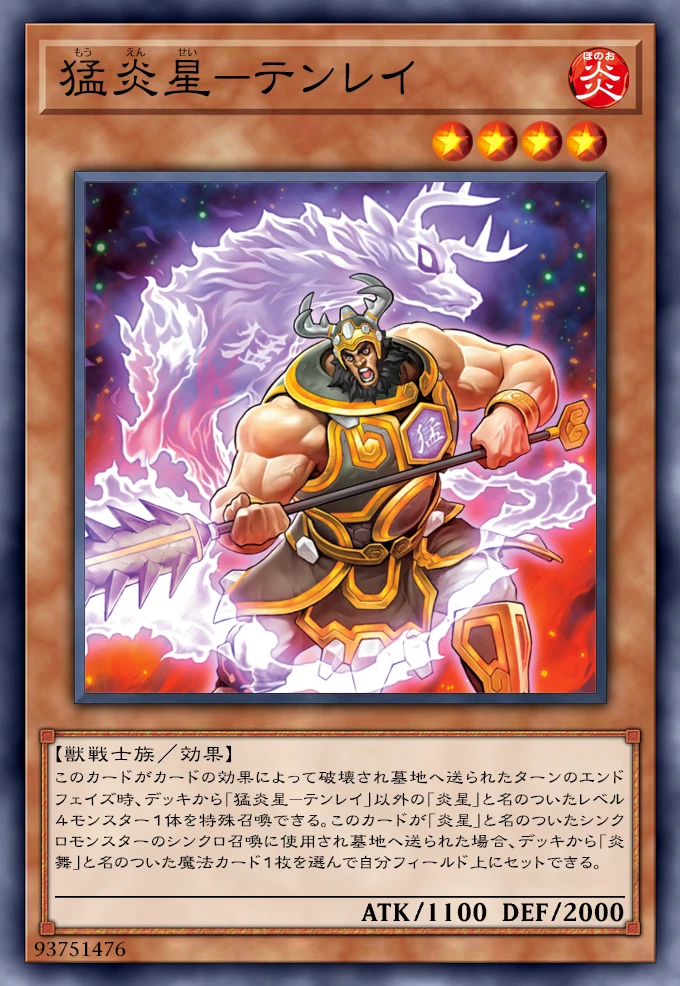 もう えん せい
猛炎星－テンレイ
ほのお
炎
猛
猛
【獣戦士族／効果】
このカードがカードの効果によって破壊され墓地へ送られたターンのエンド
フェイズ時、デッキから「猛炎星－テンレイ」以外の「炎星」と名のついたレベル
４モンスター１体を特殊召喚できる。このカードが「炎星」と名のついたシンク
ロモンスターのシンクロ召喚に使用され墓地へ送られた場合、デッキから「炎
舞」と名のついた魔法カード１枚を選んで自分フィールド上にセットできる。
ATK/1100 DEF/2000
93751476